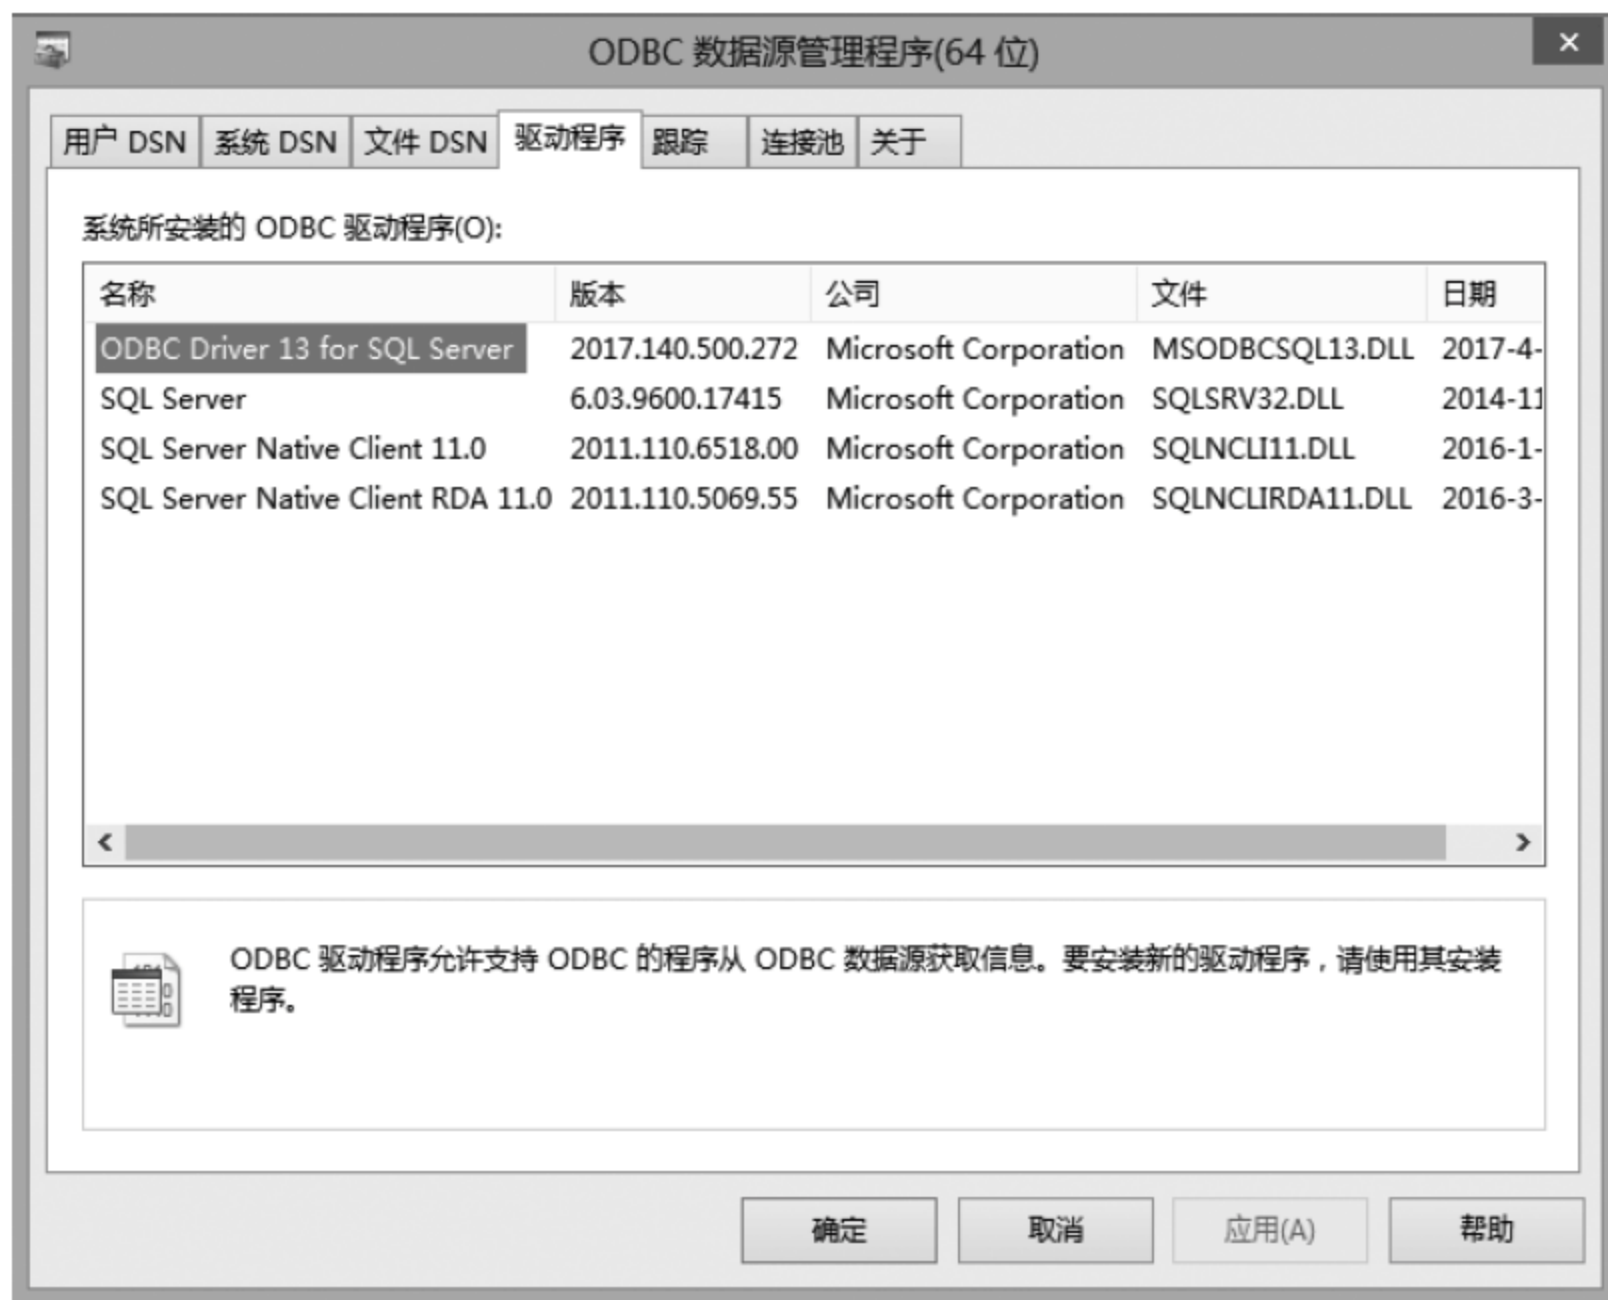 ODBC 数据源管理程序(64 位)
用户 DSN 系统 DSN 文件 DSN 驱动程序 跟踪 连接池 关于
系统所安装的 ODBC 驱动程序(O):
名称 版本 公司 文件 日期
ODBC Driver 13 for SQL Server 2017.140.500.272 Microsoft Corporation MSODBCSQL13.DLL 2017-4-
SQL Server 6.03.9600.17415 Microsoft Corporation SQLSRV32.DLL 2014-11
SQL Server Native Client 11.0 2011.110.6518.00 Microsoft Corporation SQLNCLI11.DLL 2016-1-
SQL Server Native Client RDA 11.0 2011.110.5069.55 Microsoft Corporation SQLNCLIRDA11.DLL 2016-3-
ODBC 驱动程序允许支持 ODBC 的程序从 ODBC 数据源获取信息。要安装新的驱动程序，请使用其安装
程序。
确定 取消 应用(A) 帮助